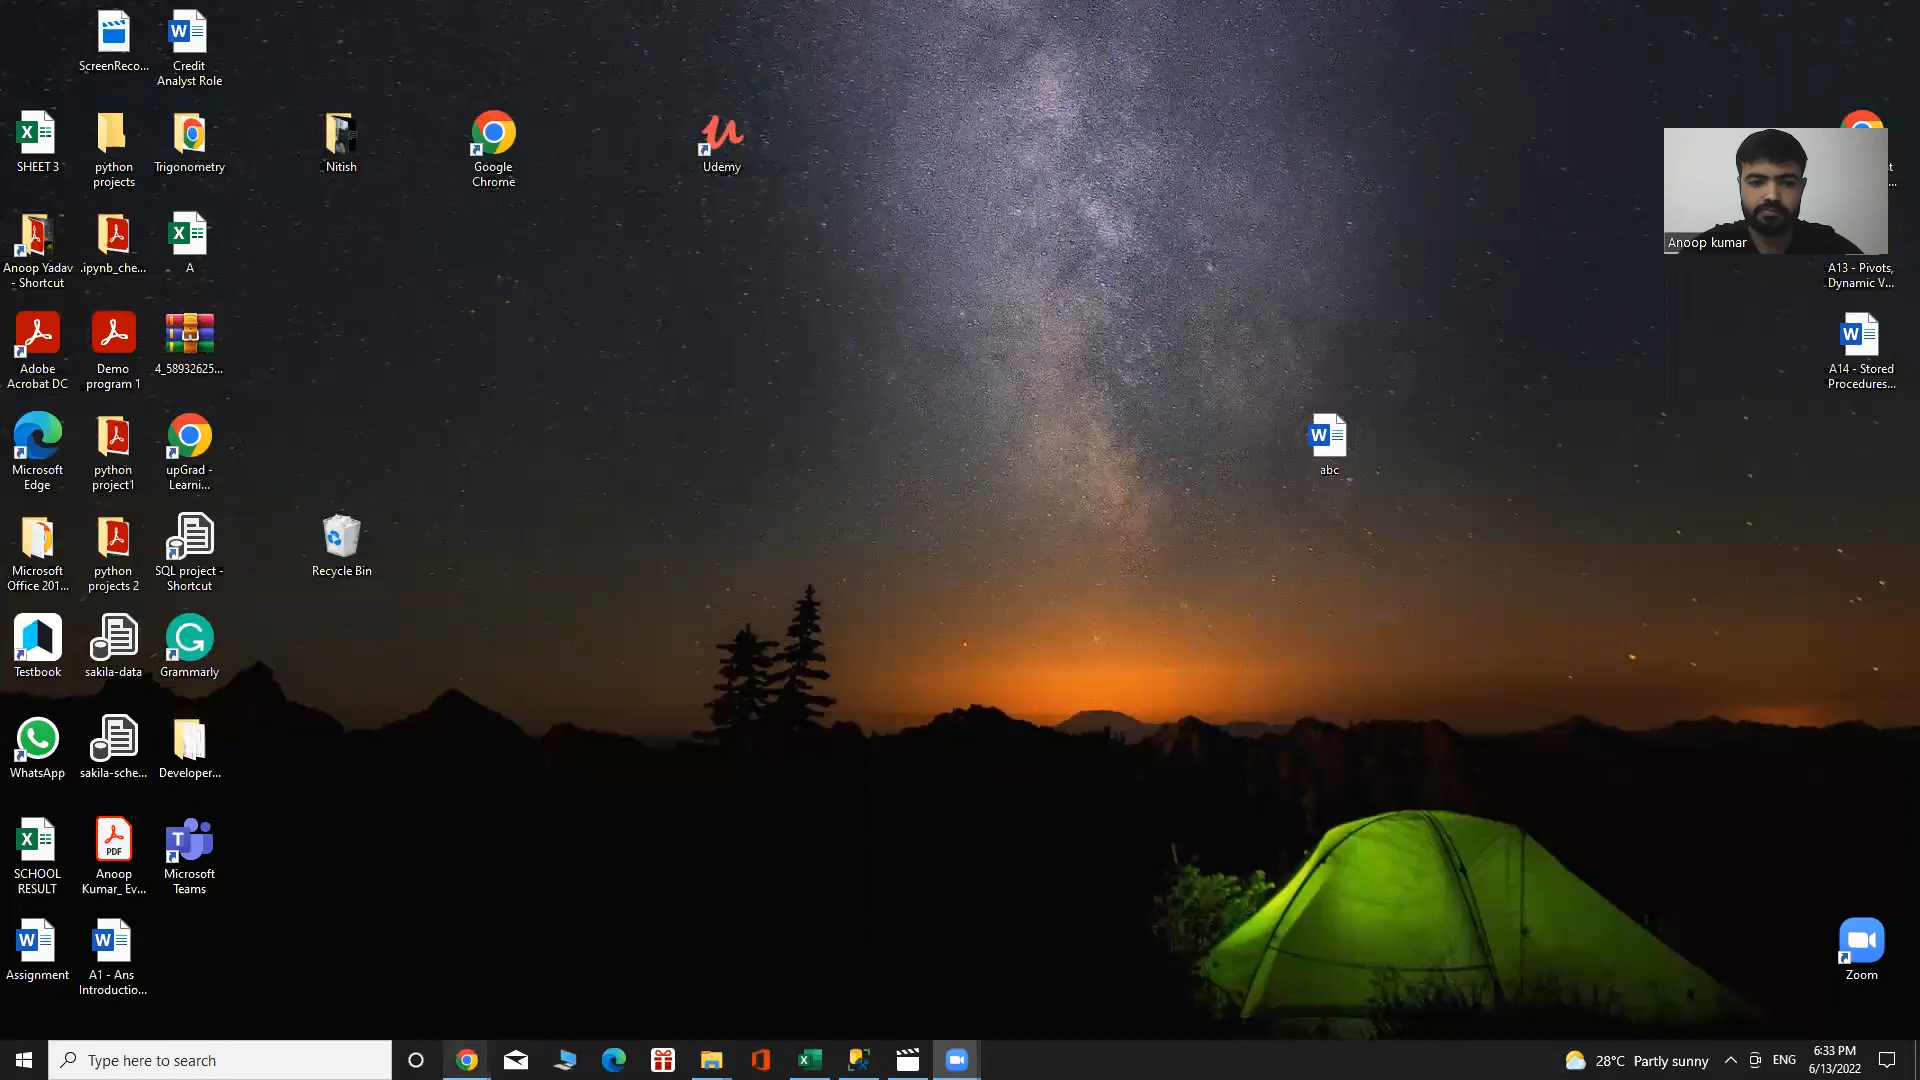 ScreenReco...
Credit
Analyst Role
SHEET 3
python
projects
Trigonometry
Nitish
Google
Chrome
Udemy
Anoop kumar
Anoop Yadav
- Shortcut
.ipynb_che...
A
A13 - Pivots,
Dynamic V...
Adobe
Acrobat DC
Demo
program 1
4_58932625...
A14 - Stored
Procedures...
Microsoft
Edge
python
project1
upGrad -
Learni...
abc
Microsoft
Office 201...
python
projects 2
SQL project -
Shortcut
Recycle Bin
Testbook
sakila-data
Grammarly
WhatsApp
sakila-sche...
Developer...
SCHOOL
RESULT
PDF
Anoop
Kumar_ Ev...
Microsoft
Teams
Assignment
A1 - Ans
Introductio...
Zoom
Type here to search
28°C Partly sunny
ENG
6:33 PM
6/13/2022